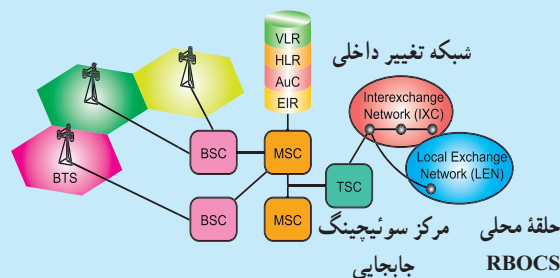 VLR
HLR
AuC
EIR
شبکه تغییر داخلی
Interexchange
Network (IXC)
BSC
MSC
Local Exchange
Network (LEN)
BTS
TSC
BSC
MSC
مرکز سوئیچینگ
جابجایی
حلقهٔ محلی
RBOCS